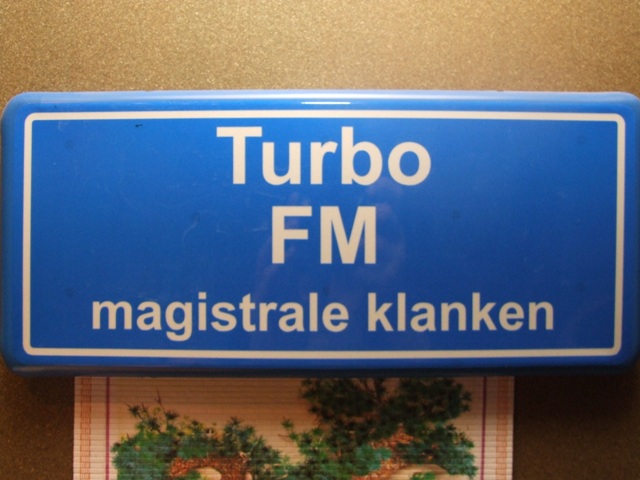 Turbo
FM
magistrale klanken